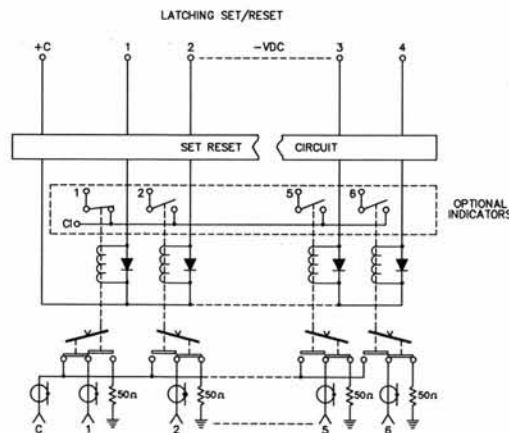 LATCHING SET/RESET
+C 1 2 -VDC 3 4
SET RESET CIRCUIT
1 2 5 6
CI
OPTIONAL
INDICATORS
50Ω 50Ω 50Ω 50Ω
C 1 2 5 6